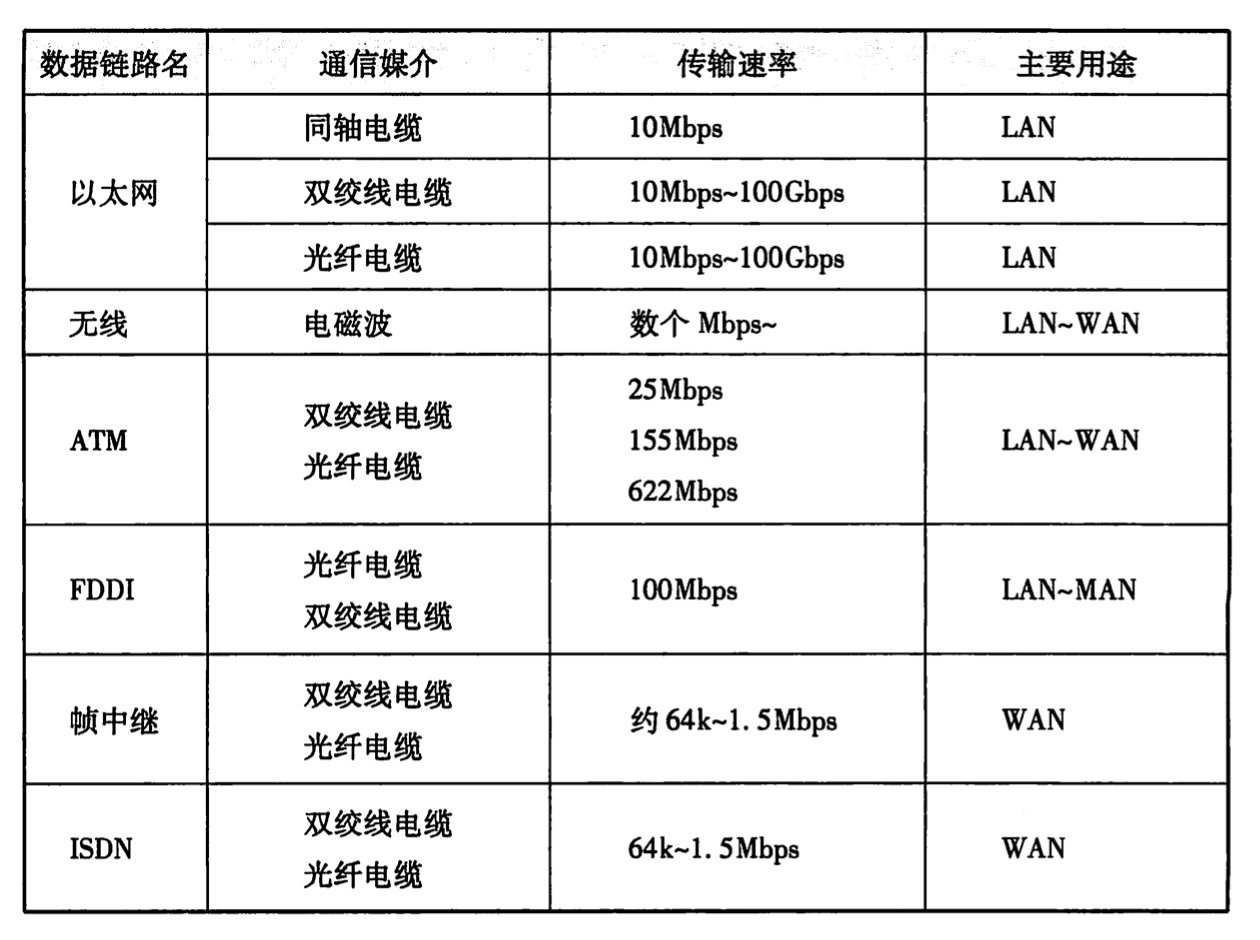 数据链路名 通信媒介 传输速率 主要用途
以太网 同轴电缆 10Mbps LAN
双绞线电缆 10Mbps~100Gbps LAN
光纤电缆 10Mbps~100Gbps LAN
无线 电磁波 数个 Mbps~ LAN~WAN
ATM 双绞线电缆 光纤电缆 25Mbps 155Mbps 622Mbps LAN~WAN
FDDI 光纤电缆 双绞线电缆 100Mbps LAN~MAN
帧中继 双绞线电缆 光纤电缆 约 64k~1. 5Mbps WAN
ISDN 双绞线电缆 光纤电缆 64k~1. 5Mbps WAN